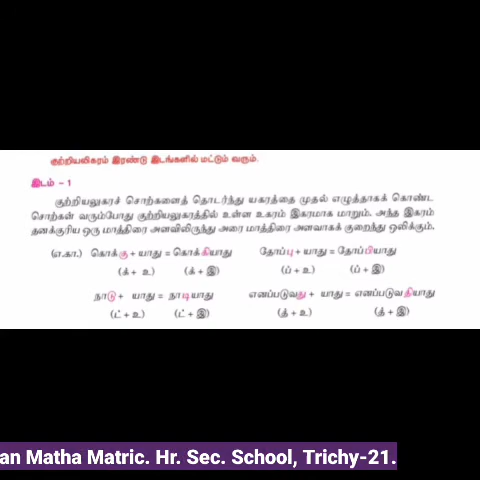 குற்றியலிகரம் இரண்டு இடங்களில் மட்டும் வரும்.
இடம் – 1
குற்றியலுகரச் சொற்களைத் தொடர்ந்து யகரத்தை முதல் எழுத்தாகக் கொண்ட
சொற்கள் வரும்போது குற்றியலுகரத்தில் உள்ள உகரம் இகரமாக மாறும். அந்த இகரம்
தனக்குரிய ஒரு மாத்திரை அளவிலிருந்து அரை மாத்திரை அளவாகக் குறைந்து ஒலிக்கும்.
(எ.கா.) கொக்கு + யாது = கொக்கியாது தோப்பு + யாது = தோப்பியாது
(க் + உ) (க் + இ) (ப் + உ) (ப் + இ)
நாடு + யாது = நாடியாது எனப்படுவது + யாது = எனப்படுவதியாது
(ட் + உ) (ட் + இ) (த் + உ) (த் + இ)
an Matha Matric. Hr. Sec. School, Trichy-21.